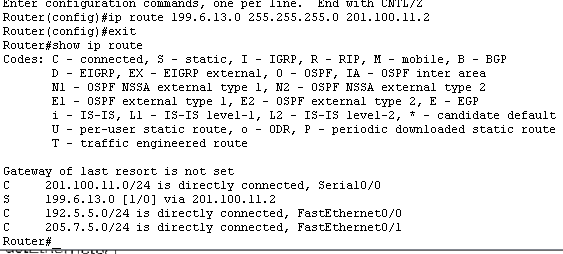 Enter configuration commands, one per line.  End with CNTL/Z
Router(config)#ip route 199.6.13.0 255.255.255.0 201.100.11.2
Router(config)#exit
Router#show ip route
Codes: C - connected, S - static, I - IGRP, R - RIP, M - mobile, B - BGP
       D - EIGRP, EX - EIGRP external, O - OSPF, IA - OSPF inter area
       N1 - OSPF NSSA external type 1, N2 - OSPF NSSA external type 2
       E1 - OSPF external type 1, E2 - OSPF external type 2, E - EGP
       i - IS-IS, L1 - IS-IS level-1, L2 - IS-IS level-2, * - candidate default
       U - per-user static route, o - ODR, P - periodic downloaded static route
       T - traffic engineered route
Gateway of last resort is not set
C    201.100.11.0/24 is directly connected, Serial0/0
S    199.6.13.0 [1/0] via 201.100.11.2
C    192.5.5.0/24 is directly connected, FastEthernet0/0
C    205.7.5.0/24 is directly connected, FastEthernet0/1
Router#_